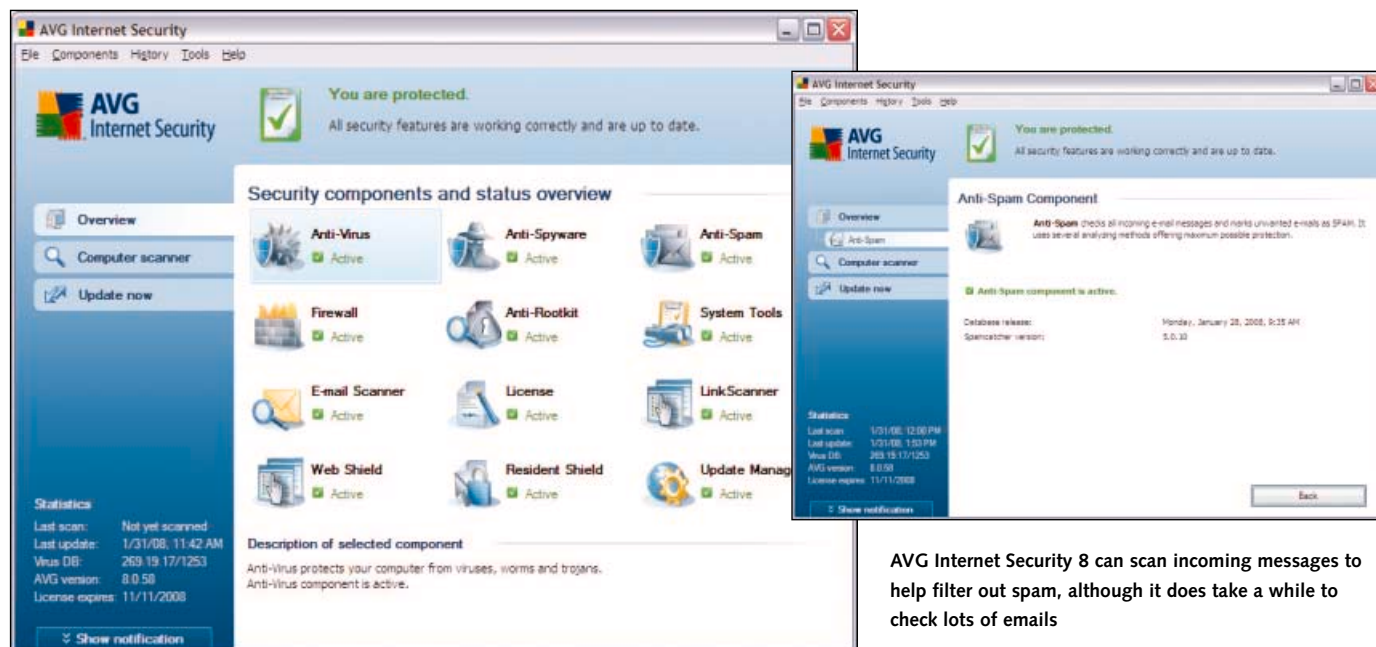 AVG Internet Security
File Components History Tools Help
AVG
Internet Security
You are protected.
All security features are working correctly and are up to date.
Overview
Computer scanner
Update now
Security components and status overview
Anti-Virus
Active
Anti-Spyware
Active
Anti-Spam
Active
Firewall
Active
Anti-Rootkit
Active
System Tools
Active
E-mail Scanner
Active
License
Active
LinkScanner
Active
Web Shield
Active
Resident Shield
Active
Update Manag
Active
Statistics
Last scan: Not yet scanned
Last update: 1/31/08, 11:42 AM
Virus DB: 269.19.17/1253
AVG version: 8.0.58
License expires: 11/11/2008
Show notification
Description of selected component
Anti-Virus protects your computer from viruses, worms and trojans.
Anti-Virus component is active.
AVG Internet Security
File Components History Tools Help
AVG
Internet Security
You are protected.
All security features are working correctly and are up to date.
Overview
Anti-Spam
Computer scanner
Update now
Anti-Spam Component
Anti-Spam checks all incoming e-mail messages and marks unwanted e-mails as SPAM. It
uses several analyzing methods offering maximum possible protection.
Anti-Spam component is active.
Database release: Monday, January 28, 2008, 9:35 AM
Spamcatcher version: 5.0.10
Statistics
Last scan: 1/31/08, 12:00 PM
Last update: 1/31/08, 1:53 PM
Virus DB: 269.19.17/1253
AVG version: 8.0.58
License expires: 11/11/2008
Show notification
Back
AVG Internet Security 8 can scan incoming messages to
help filter out spam, although it does take a while to
check lots of emails